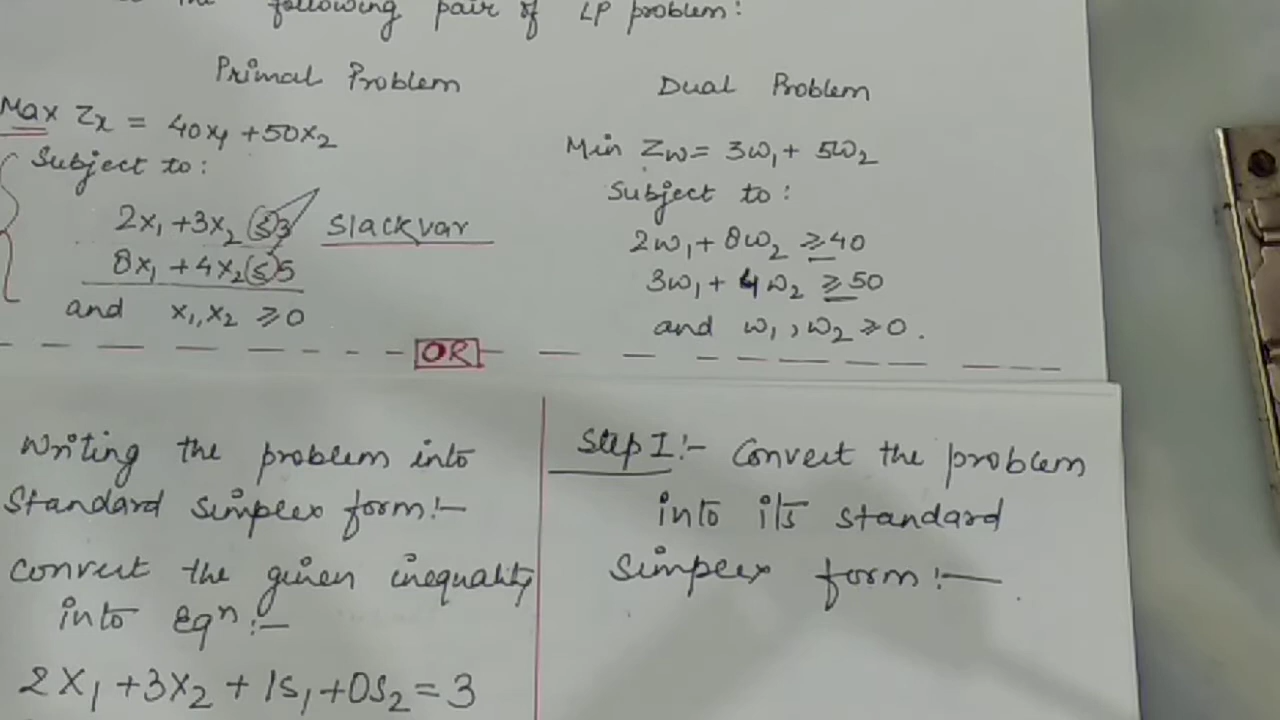 the following pair of LP problem:
Primal Problem
Max Zx = 40x1 + 50x2
Subject to:
2x1 + 3x2 ≤ 3 Slack var
8x1 + 4x2 ≤ 5
and x1, x2 ≥ 0
Dual Problem
Min Zw = 3w1 + 5w2
Subject to:
2w1 + 8w2 ≥ 40
3w1 + 4w2 ≥ 50
and w1, w2 ≥ 0.
OR
Writing the problem into
Standard simplex form:-
Convert the given inequality
into Eqn:-
2X1 + 3X2 + 1S1 + 0S2 = 3
Step I:- Convert the problem
into its standard
simplex form:-